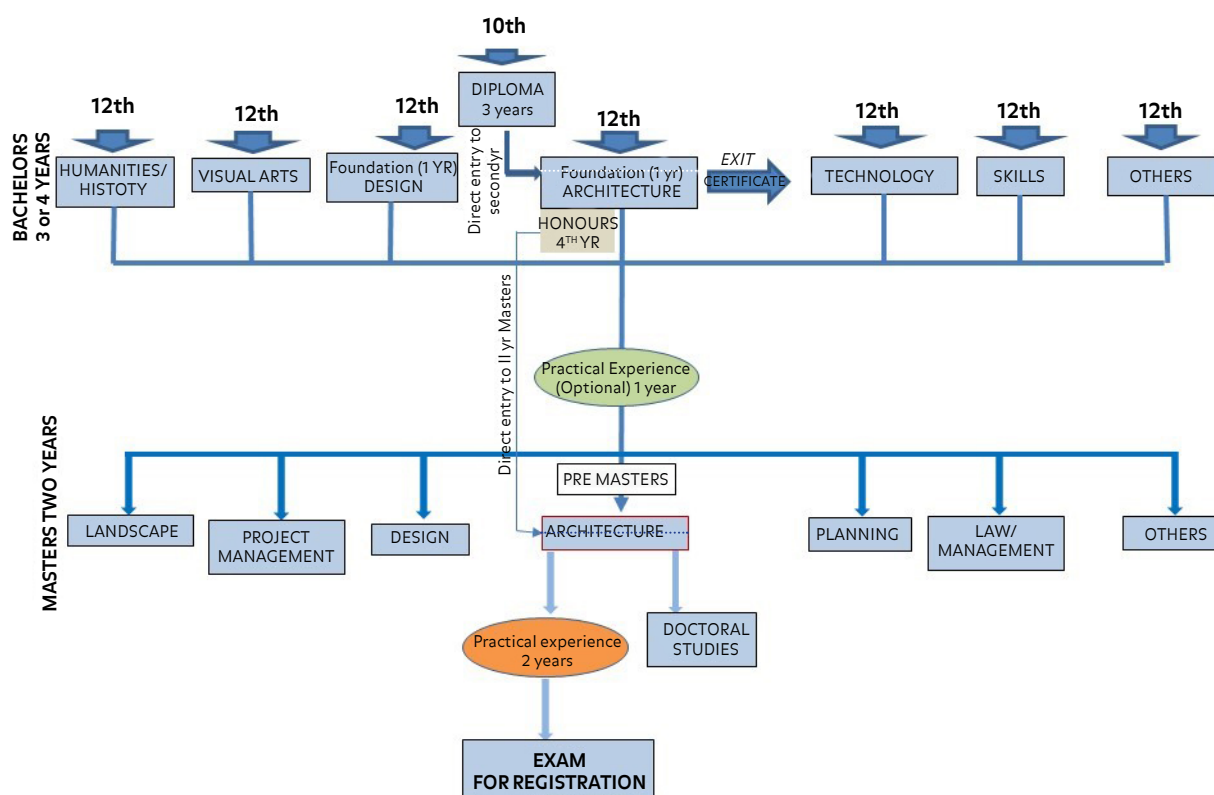 10th
DIPLOMA
3 years
12th
12th
12th
12th
12th
12th
12th
BACHELORS
3 or 4 YEARS
HUMANITIES/
HISTOTY
VISUAL ARTS
Foundation (1 YR)
DESIGN
Direct entry to
secondyr
Foundation (1 yr)
ARCHITECTURE
EXIT
CERTIFICATE
TECHNOLOGY
SKILLS
OTHERS
HONOURS
4TH YR
Direct entry to II yr Masters
Practical Experience
(Optional) 1 year
MASTERS TWO YEARS
PRE MASTERS
LANDSCAPE
PROJECT
MANAGEMENT
DESIGN
ARCHITECTURE
PLANNING
LAW/
MANAGEMENT
OTHERS
Practical experience
2 years
DOCTORAL
STUDIES
EXAM
FOR REGISTRATION